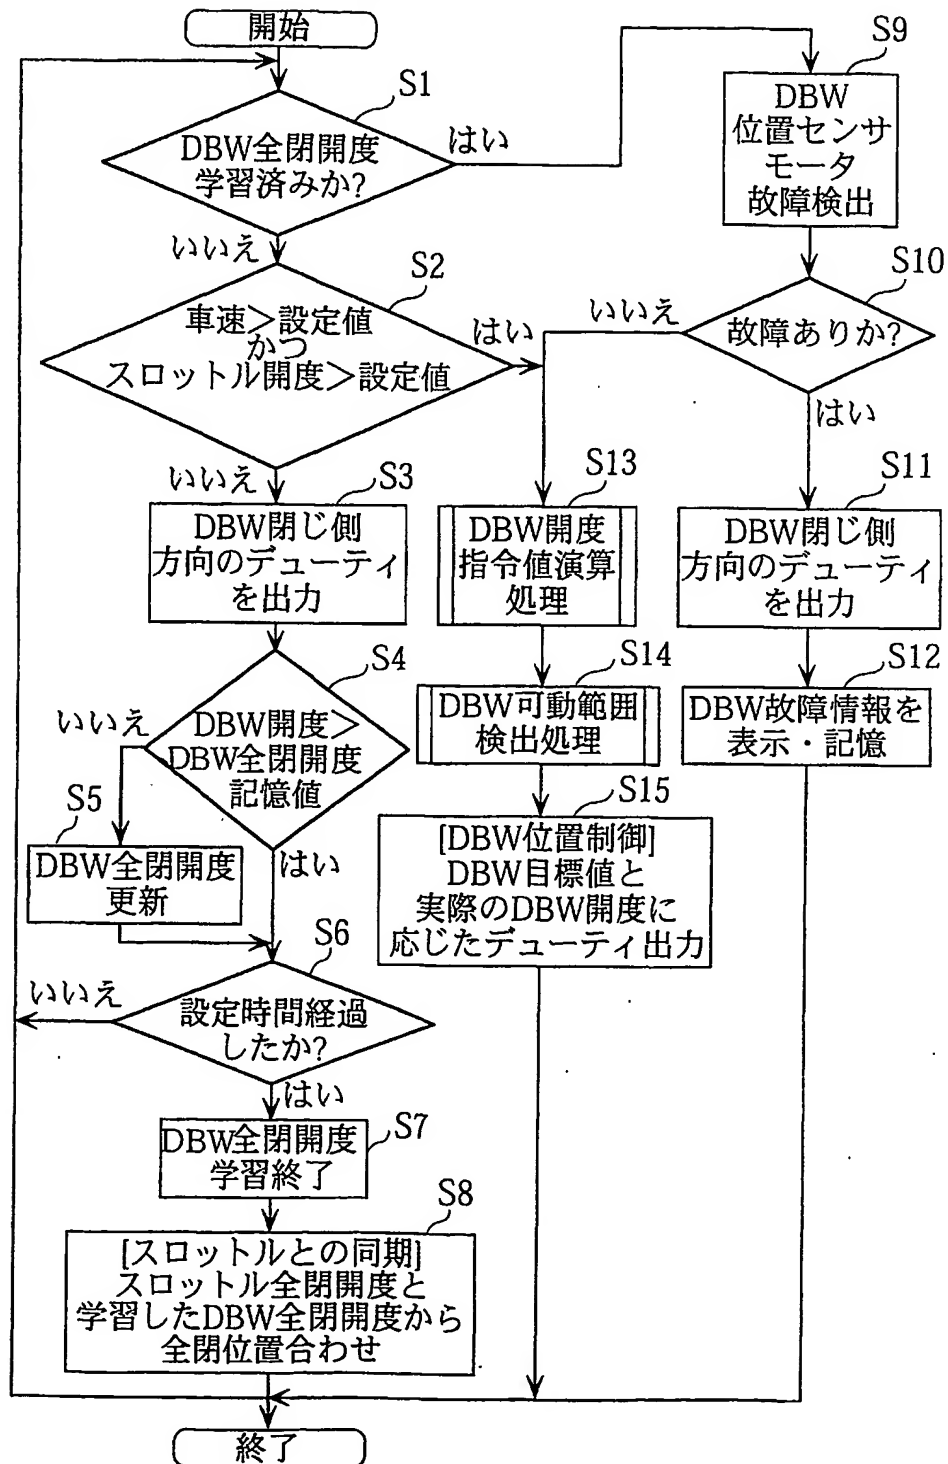 開始
S1
DBW全閉開度
学習済みか?
はい
いいえ
S2
車速>設定値
かつ
スロットル開度>設定値
はい
いいえ
S3
DBW閉じ側
方向のデューティ
を出力
S4
DBW開度>
DBW全閉開度
記憶値
いいえ
はい
S5
DBW全閉開度
更新
S6
設定時間経過
したか?
いいえ
はい
S7
DBW全閉開度
学習終了
S8
[スロットルとの同期]
スロットル全閉開度と
学習したDBW全閉開度から
全閉位置合わせ
終了
S9
DBW
位置センサ
モータ
故障検出
S10
故障ありか?
いいえ
はい
S11
DBW閉じ側
方向のデューティ
を出力
S12
DBW故障情報を
表示・記憶
S13
DBW開度
指令値演算
処理
S14
DBW可動範囲
検出処理
S15
[DBW位置制御]
DBW目標値と
実際のDBW開度に
応じたデューティ出力